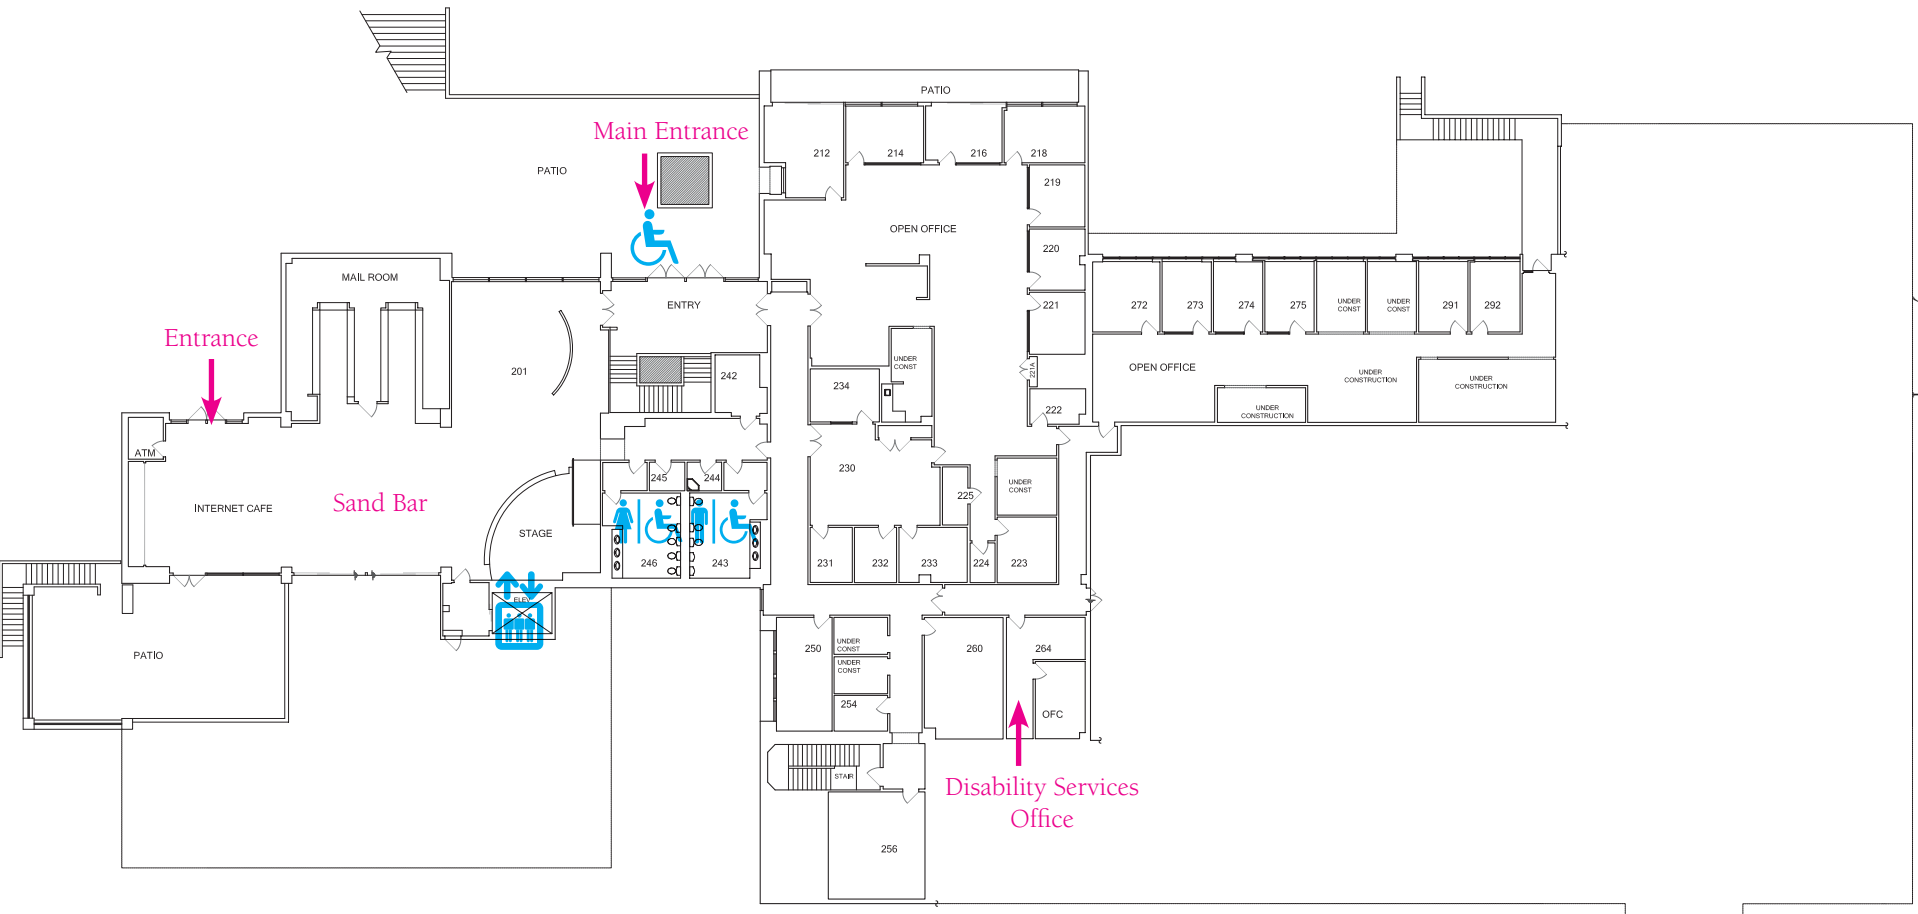 PATIO
Main Entrance
212
214
216
218
PATIO
219
OPEN OFFICE
220
MAIL ROOM
ENTRY
221
272
273
274
275
UNDER
CONST
UNDER
CONST
291
292
Entrance
201
242
UNDER
CONST
234
221A
222
OPEN OFFICE
UNDER
CONSTRUCTION
UNDER
CONSTRUCTION
UNDER
CONSTRUCTION
ATM
245
244
230
225
UNDER
CONST
INTERNET CAFE
Sand Bar
STAGE
246
243
231
232
233
224
223
ELEV
PATIO
250
UNDER
CONST
UNDER
CONST
254
260
264
OFC
STAIR
Disability Services
Office
256